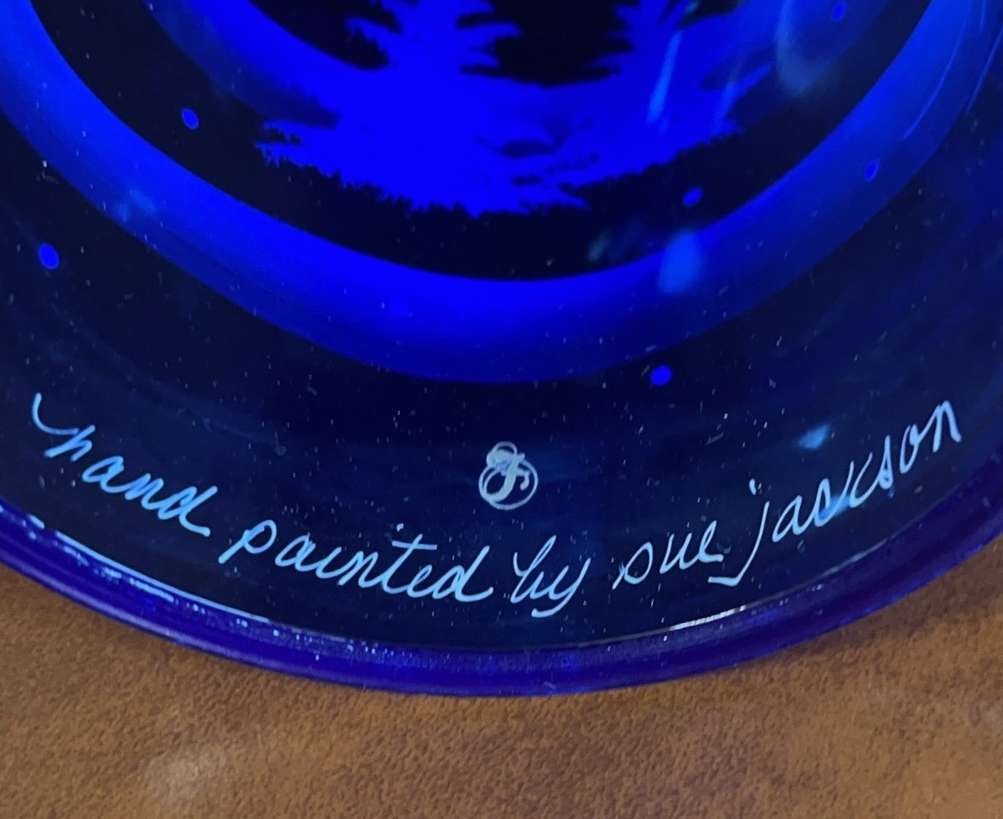 F
hand painted by sue jackson